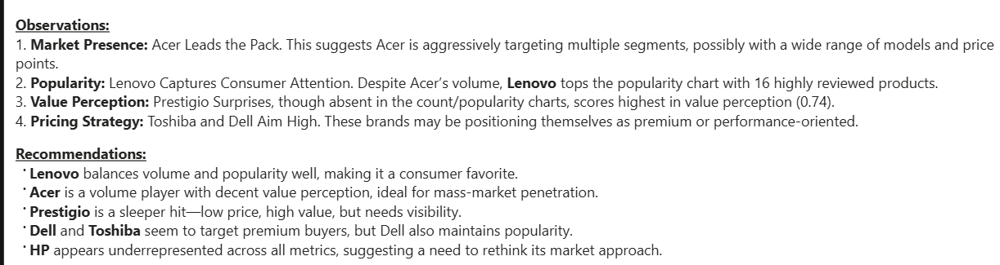 Observations:
1. Market Presence: Acer Leads the Pack. This suggests Acer is aggressively targeting multiple segments, possibly with a wide range of models and price
points.
2. Popularity: Lenovo Captures Consumer Attention. Despite Acer’s volume, Lenovo tops the popularity chart with 16 highly reviewed products.
3. Value Perception: Prestigio Surprises, though absent in the count/popularity charts, scores highest in value perception (0.74).
4. Pricing Strategy: Toshiba and Dell Aim High. These brands may be positioning themselves as premium or performance-oriented.
Recommendations:
· Lenovo balances volume and popularity well, making it a consumer favorite.
· Acer is a volume player with decent value perception, ideal for mass-market penetration.
· Prestigio is a sleeper hit—low price, high value, but needs visibility.
· Dell and Toshiba seem to target premium buyers, but Dell also maintains popularity.
· HP appears underrepresented across all metrics, suggesting a need to rethink its market approach.